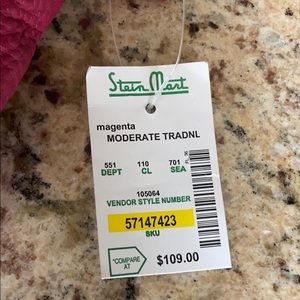 Stein Mart
magenta
MODERATE TRADNL
551 110 701
DEPT CL SEA
105064
VENDOR STYLE NUMBER
57147423
SKU
*COMPARE AT
$109.00